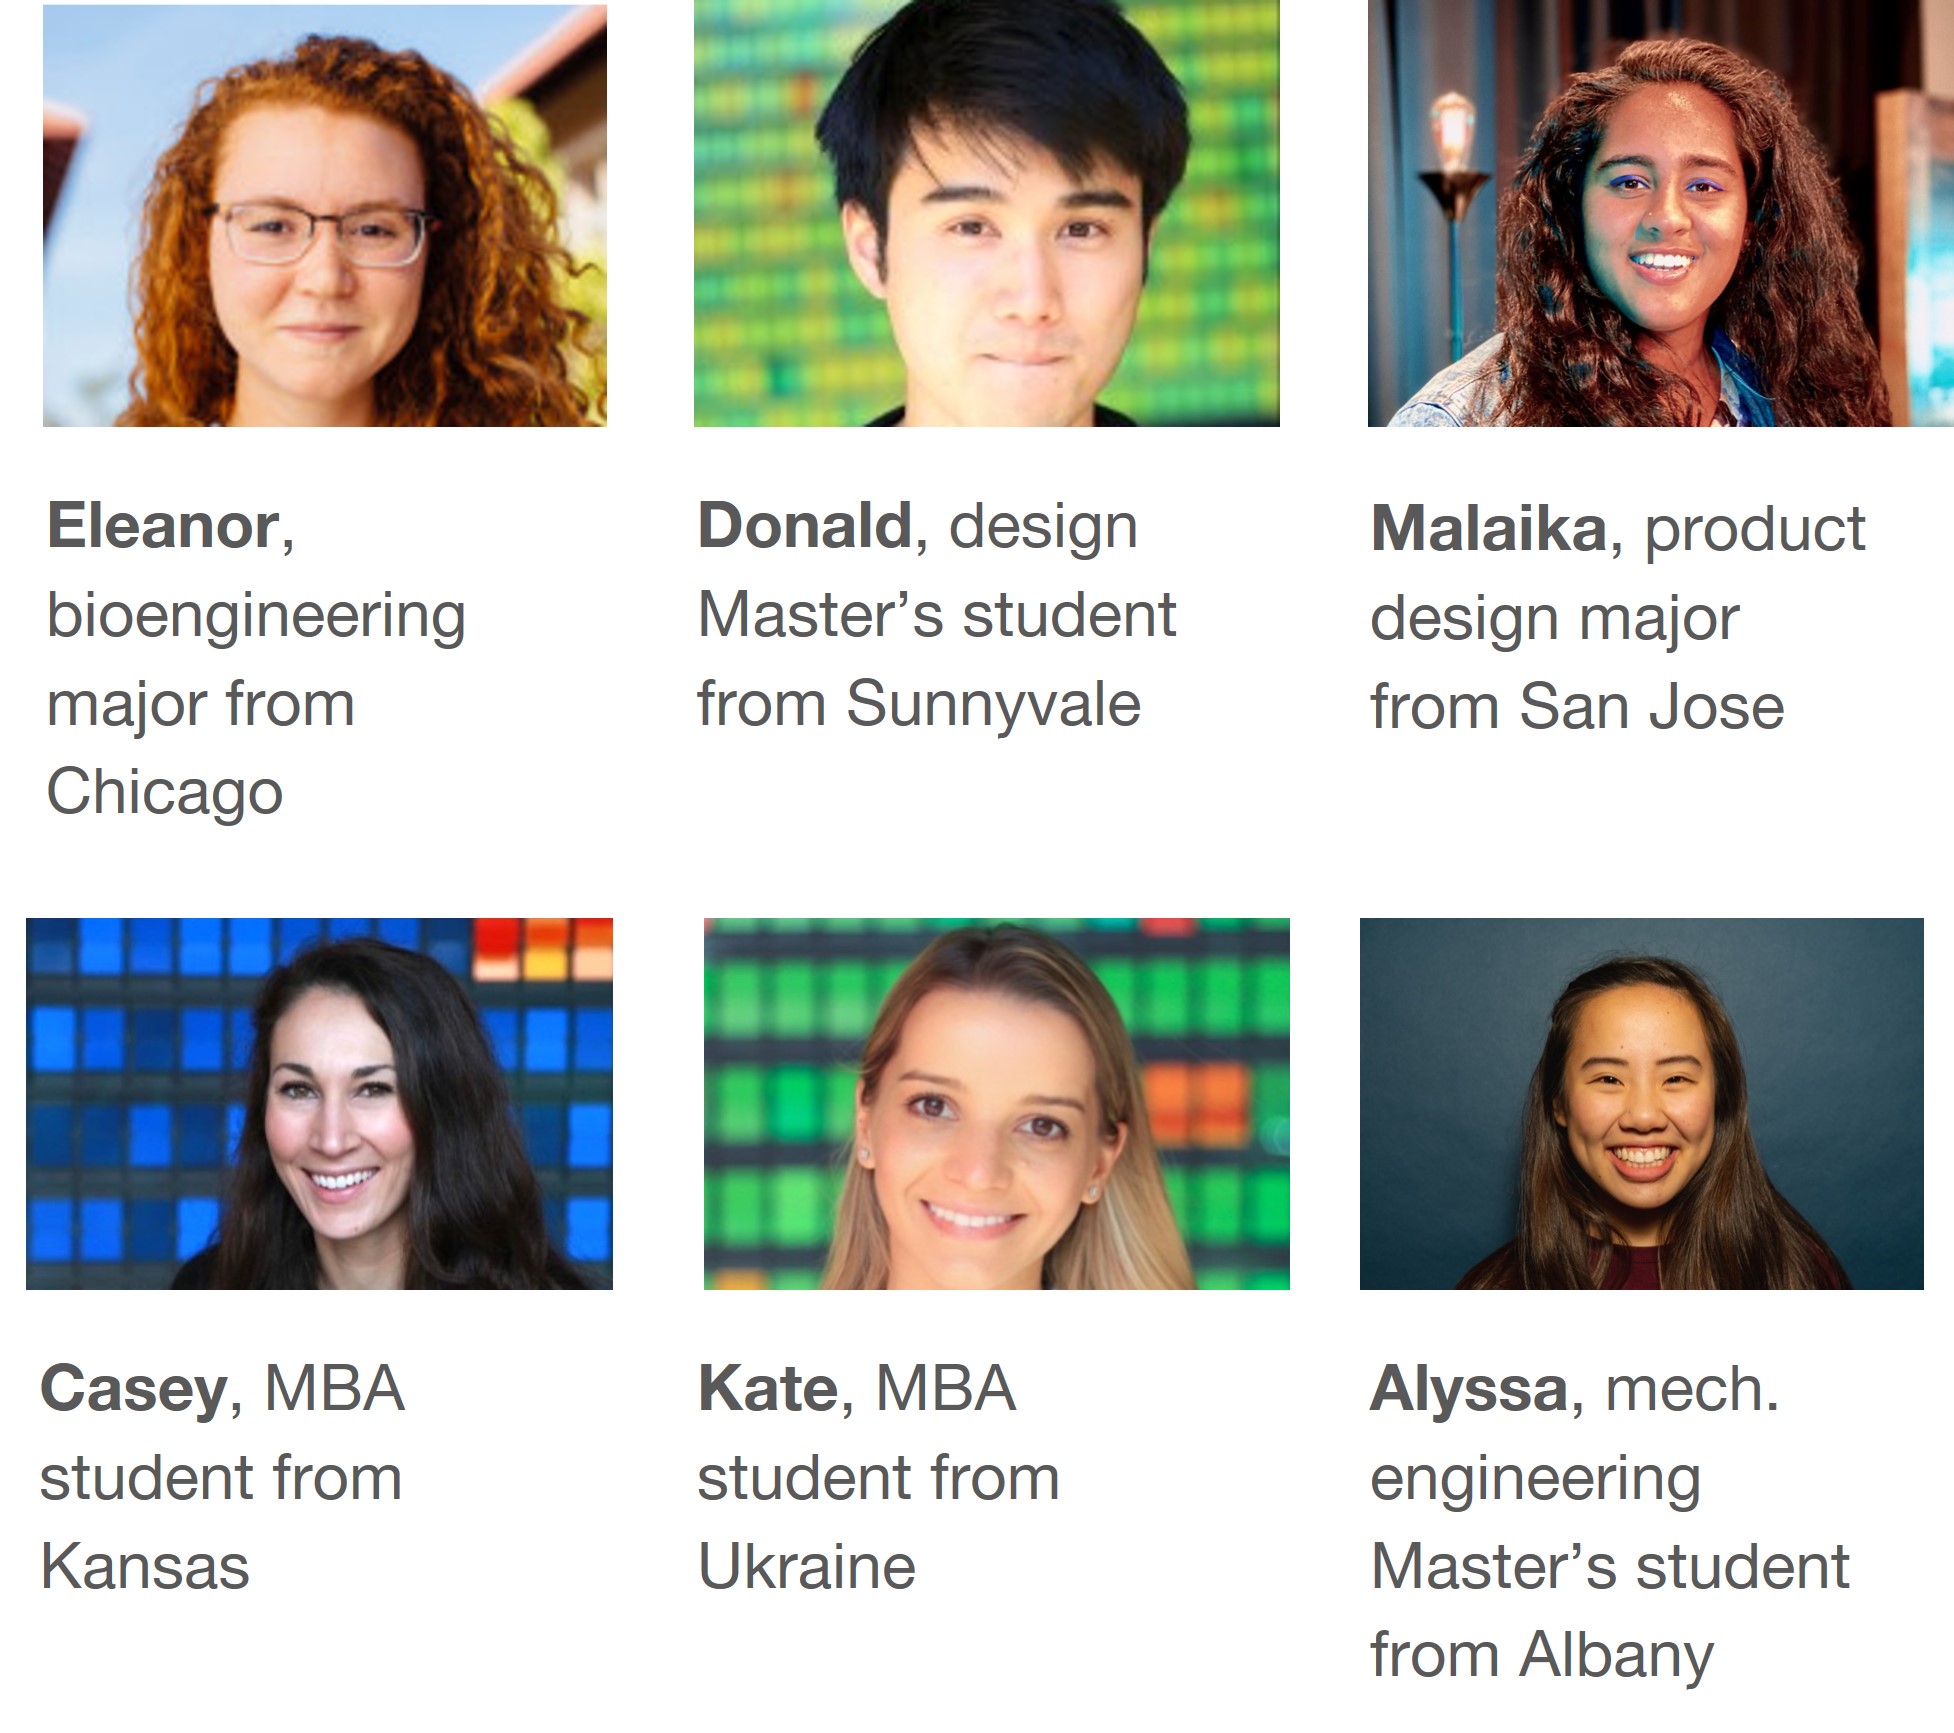 Eleanor,
bioengineering
major from
Chicago
Donald, design
Master’s student
from Sunnyvale
Malaika, product
design major
from San Jose
Casey, MBA
student from
Kansas
Kate, MBA
student from
Ukraine
Alyssa, mech.
engineering
Master’s student
from Albany